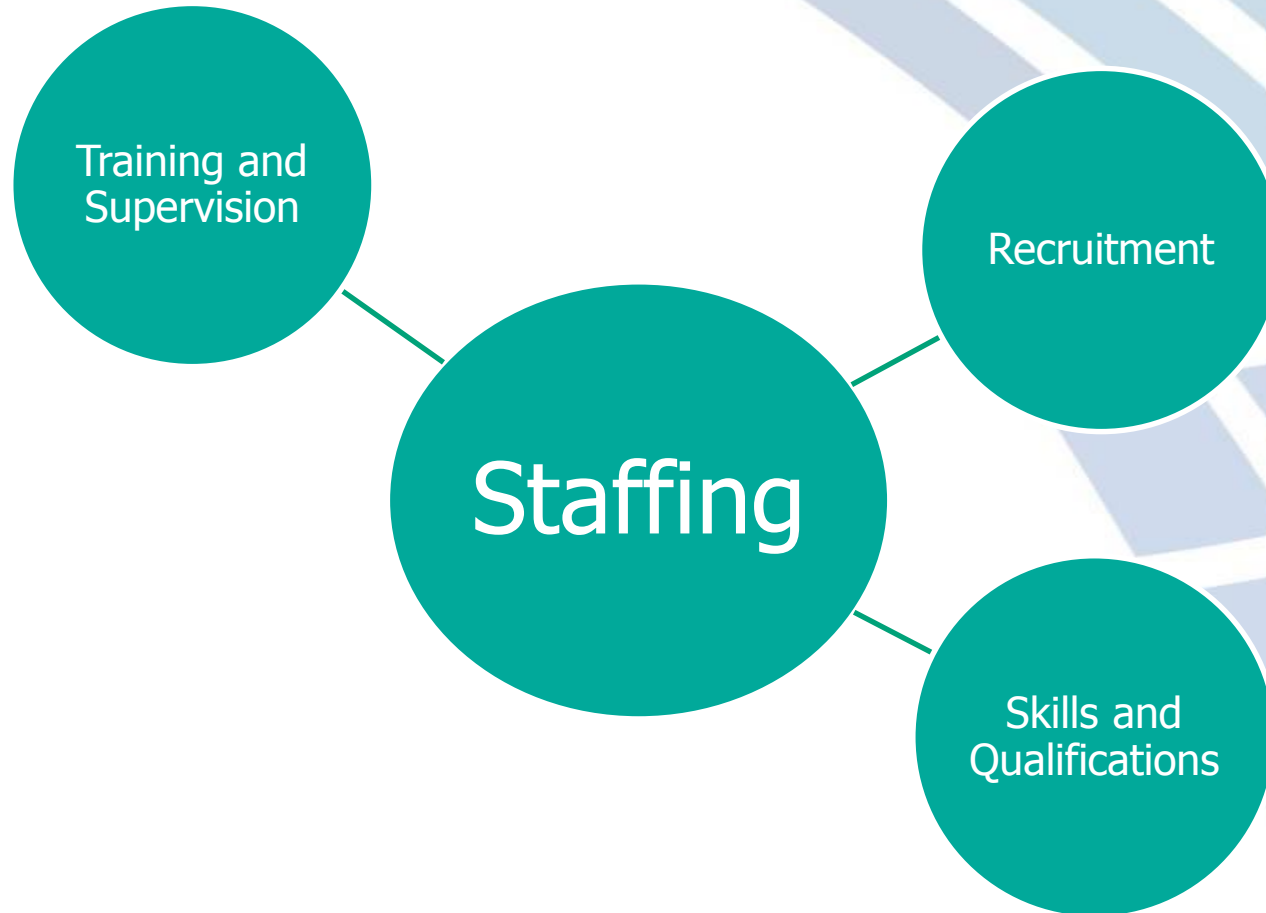 Training and
Supervision
Recruitment
Staffing
Skills and
Qualifications